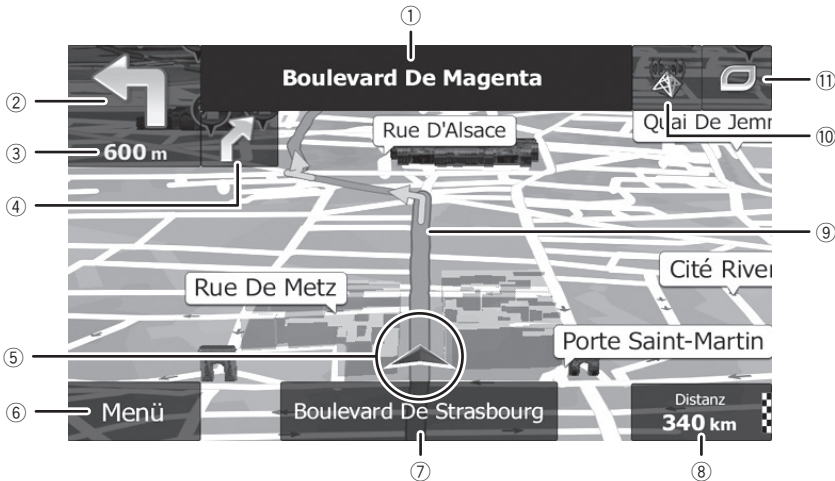 ①
Boulevard De Magenta
②
⑪
Rue D'Alsace
Quai De Jemm
③ 600 m
⑩
④
⑨
Cité River
Rue De Metz
Porte Saint-Martin
⑤
⑥ Menü
Boulevard De Strasbourg
Distanz
340 km
⑦
⑧